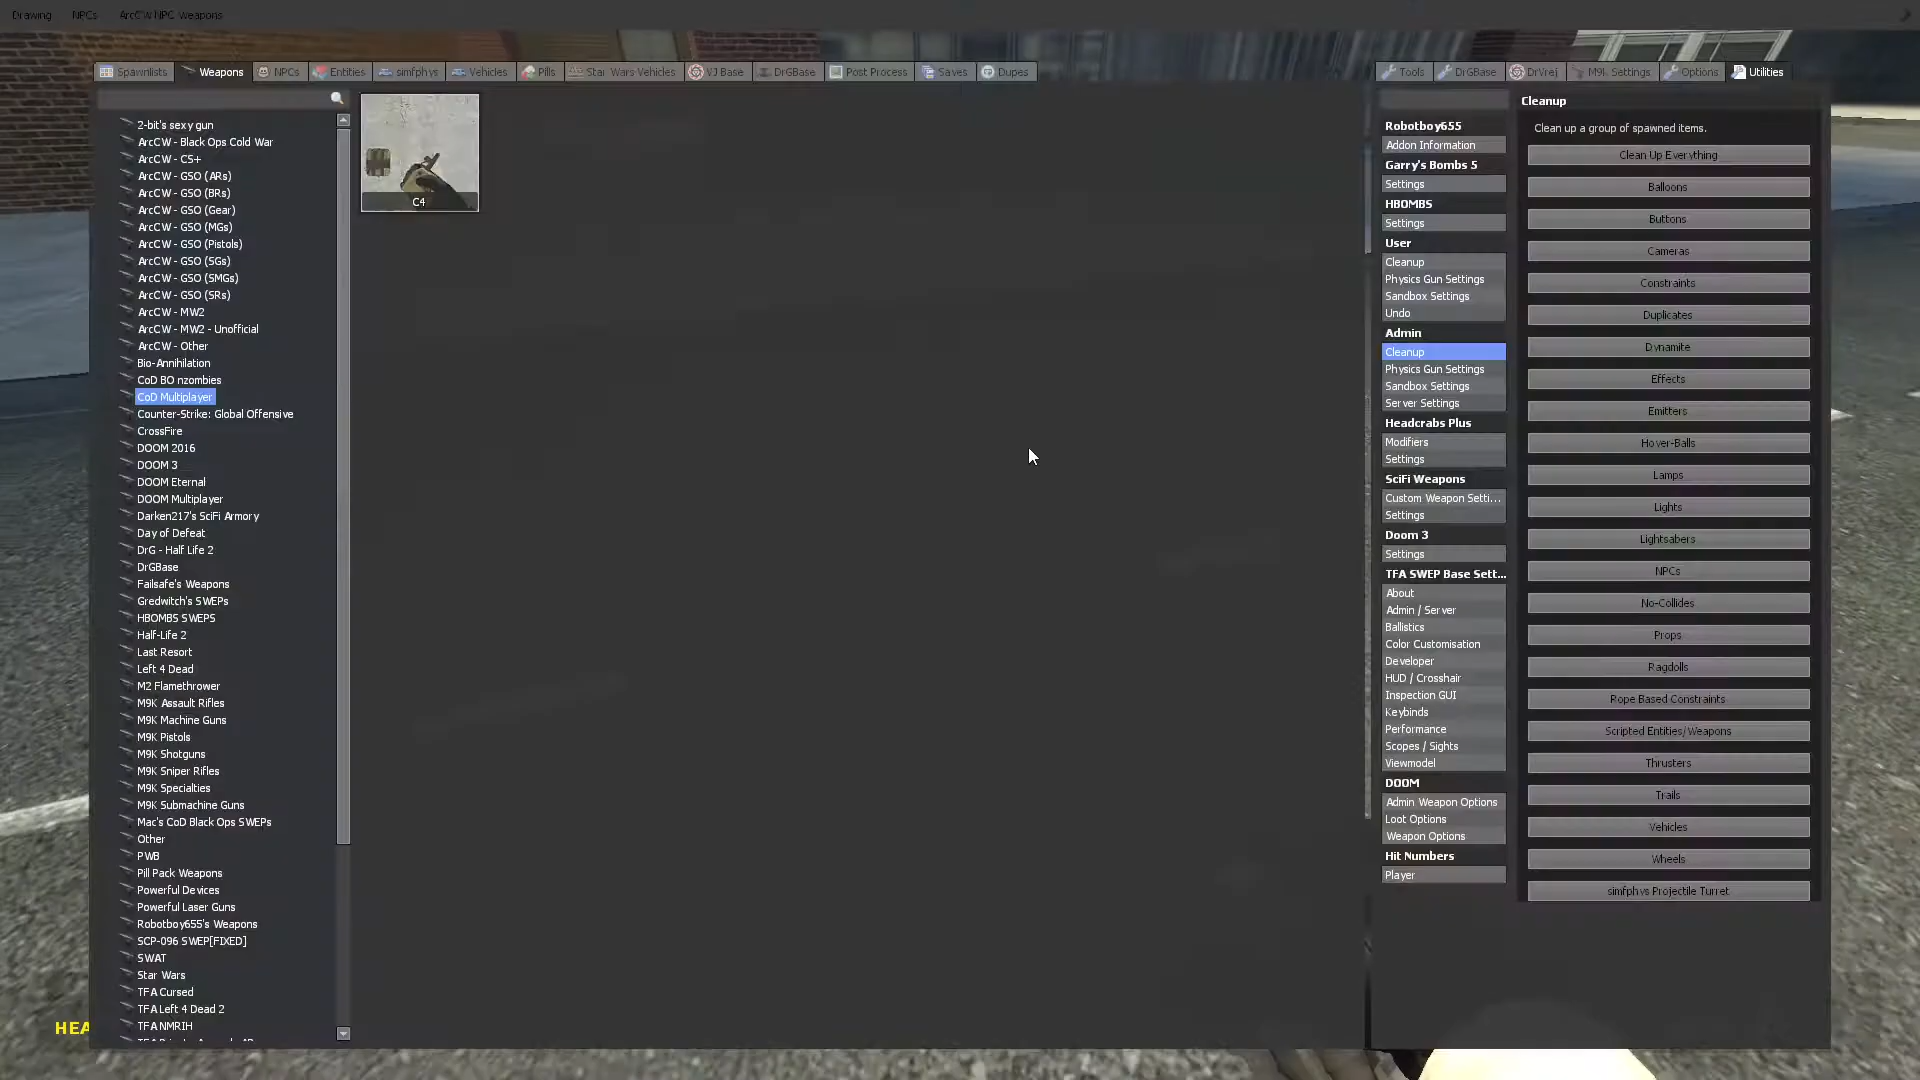 Drawing NPCs ArcCW NPC Weapons
Spawnlists Weapons NPCs Entities simfphys Vehicles Pills Star Wars Vehicles VJ Base DrGBase Post Process Saves Dupes
Tools DrGBase DrVrej M9K Settings Options Utilities
2-bit's sexy gun
ArcCW - Black Ops Cold War
ArcCW - CS+
ArcCW - GSO (ARs)
ArcCW - GSO (BRs)
ArcCW - GSO (Gear)
ArcCW - GSO (MGs)
ArcCW - GSO (Pistols)
ArcCW - GSO (SGs)
ArcCW - GSO (SMGs)
ArcCW - GSO (SRs)
ArcCW - MW2
ArcCW - MW2 - Unofficial
ArcCW - Other
Bio-Annihilation
CoD BO nzombies
CoD Multiplayer
Counter-Strike: Global Offensive
CrossFire
DOOM 2016
DOOM 3
DOOM Eternal
DOOM Multiplayer
Darken217's SciFi Armory
Day of Defeat
DrG - Half Life 2
DrGBase
Failsafe's Weapons
Gredwitch's SWEPs
HBOMBS SWEPS
Half-Life 2
Last Resort
Left 4 Dead
M2 Flamethrower
M9K Assault Rifles
M9K Machine Guns
M9K Pistols
M9K Shotguns
M9K Sniper Rifles
M9K Specialties
M9K Submachine Guns
Mac's CoD Black Ops SWEPs
Other
PWB
Pill Pack Weapons
Powerful Devices
Powerful Laser Guns
Robotboy655's Weapons
SCP-096 SWEP[FIXED]
SWAT
Star Wars
TFA Cursed
TFA Left 4 Dead 2
TFA NMRIH
HEA
C4
Robotboy655
Addon Information
Garry's Bombs 5
Settings
HBOMBS
Settings
User
Cleanup
Physics Gun Settings
Sandbox Settings
Undo
Admin
Cleanup
Physics Gun Settings
Sandbox Settings
Server Settings
Headcrabs Plus
Modifiers
Settings
SciFi Weapons
Custom Weapon Setti...
Settings
Doom 3
Settings
TFA SWEP Base Sett...
About
Admin / Server
Ballistics
Color Customisation
Developer
HUD / Crosshair
Inspection GUI
Keybinds
Performance
Scopes / Sights
Viewmodel
DOOM
Admin Weapon Options
Loot Options
Weapon Options
Hit Numbers
Player
Cleanup
Clean up a group of spawned items.
Clean Up Everything
Balloons
Buttons
Cameras
Constraints
Duplicates
Dynamite
Effects
Emitters
Hover-Balls
Lamps
Lights
Lightsabers
NPCs
No-Collides
Props
Ragdolls
Rope Based Constraints
Scripted Entities/Weapons
Thrusters
Trails
Vehicles
Wheels
simfphys Projectile Turret